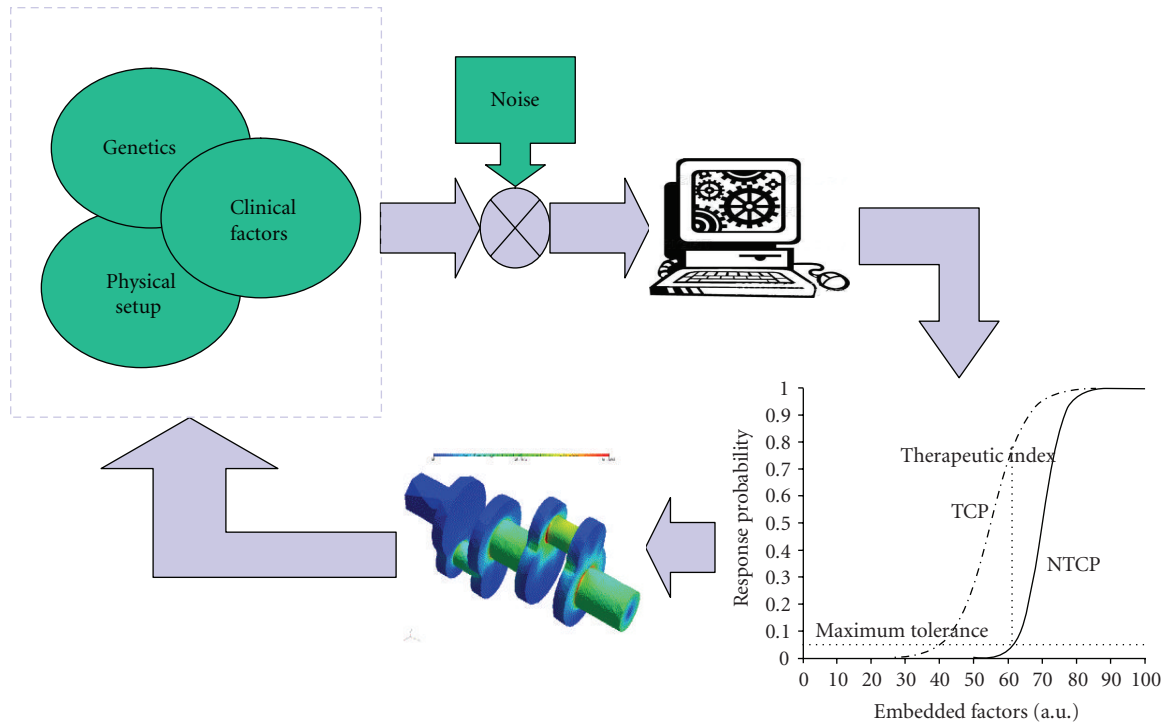 Noise
Genetics
Clinical
factors
Physical
setup
Response probability
1
0.9
0.8
0.7
0.6
0.5
0.4
0.3
0.2
0.1
0
Therapeutic index
TCP
NTCP
Maximum tolerance
0 10 20 30 40 50 60 70 80 90 100
Embedded factors (a.u.)